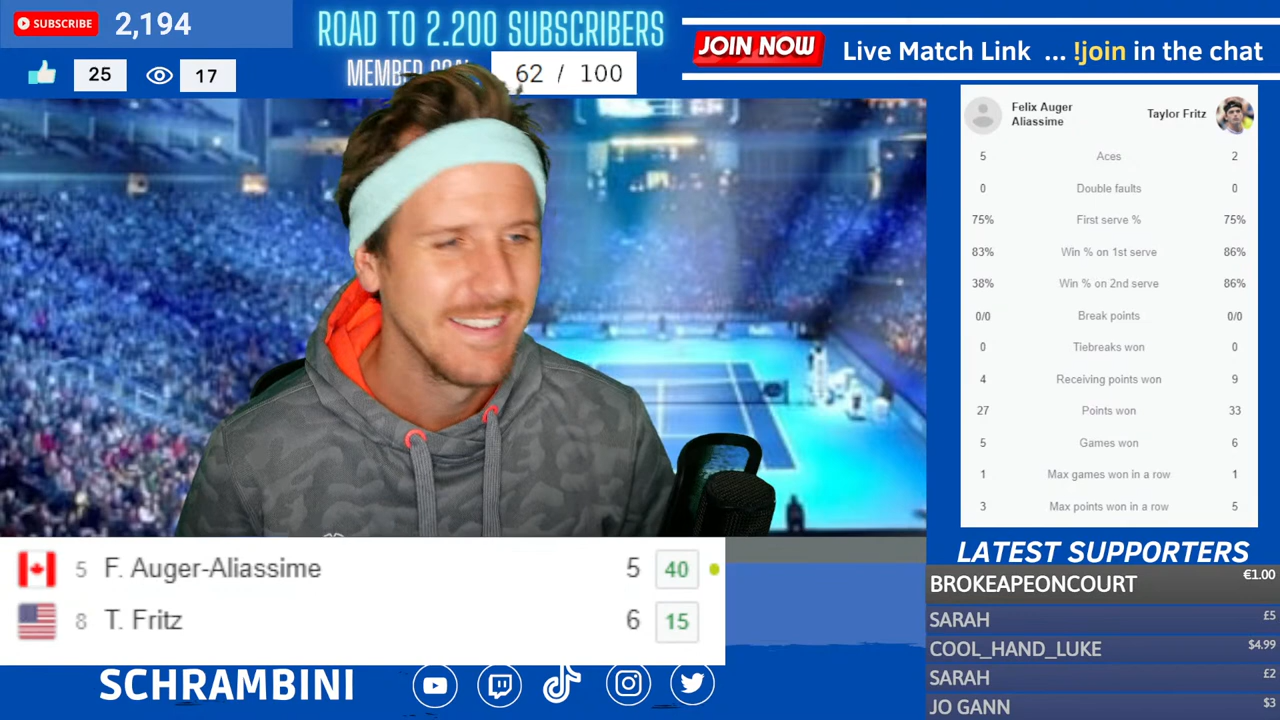 SUBSCRIBE 2,194
ROAD TO 2.200 SUBSCRIBERS
JOIN NOW
Live Match Link ... !join in the chat
25
17
MEMBER
62 / 100
Felix Auger
Aliassime
Taylor Fritz
5 Aces 2
0 Double faults 0
75% First serve % 75%
83% Win % on 1st serve 86%
38% Win % on 2nd serve 86%
0/0 Break points 0/0
0 Tiebreaks won 0
4 Receiving points won 9
27 Points won 33
5 Games won 6
1 Max games won in a row 1
3 Max points won in a row 5
5 F. Auger-Aliassime 5 40
8 T. Fritz 6 15
LATEST SUPPORTERS
BROKEAPEONCOURT €1.00
SARAH £5
COOL_HAND_LUKE $4.99
SARAH £2
JO GANN $3
SCHRAMBINI